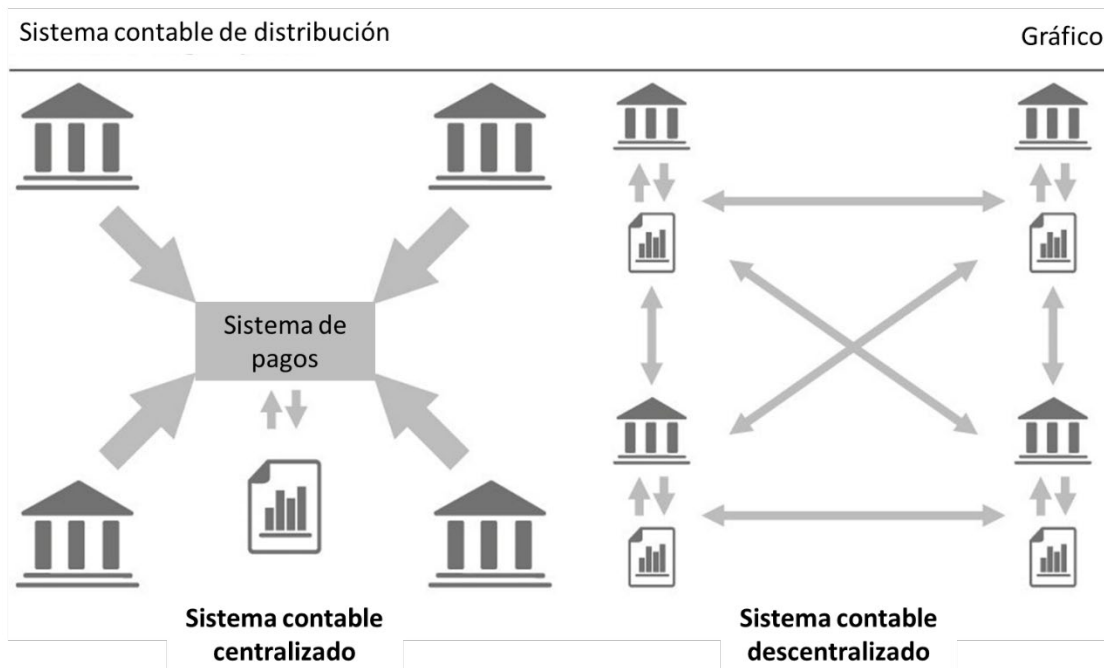 Sistema contable de distribución
Gráfico
Sistema de
pagos
Sistema contable
centralizado
Sistema contable
descentralizado